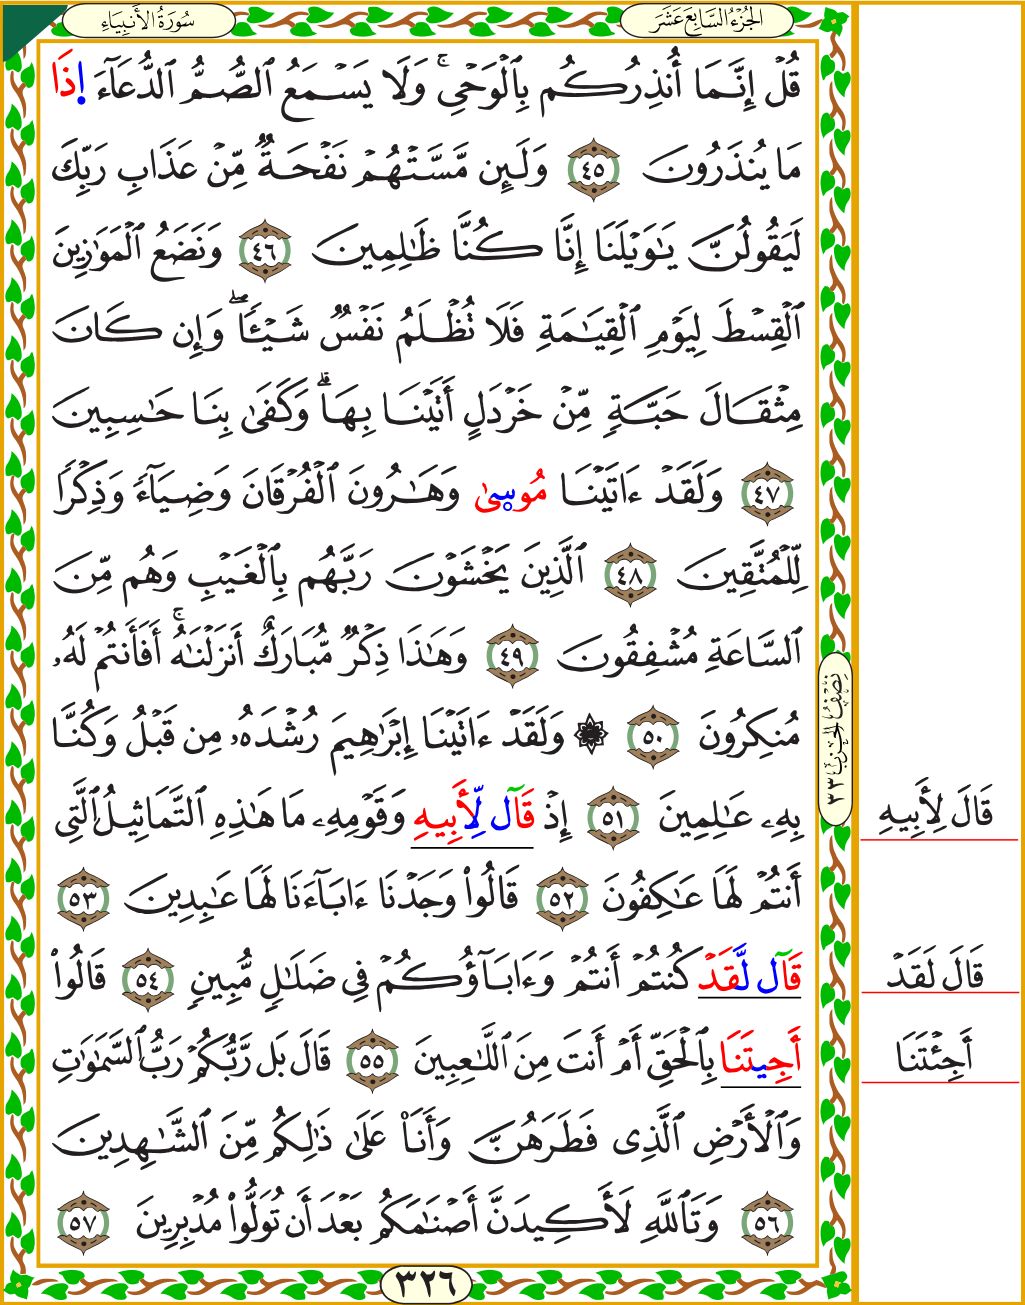 سُورَةُ الأَنْبِيَاءِ
الجُزْءُ السَّابِعَ عَشَرَ
قُلْ إِنَّمَآ أُنذِرُكُم بِٱلْوَحْىِ ۚ وَلَا يَسْمَعُ ٱلصُّمُّ ٱلدُّعَآءَ إِذَا
مَا يُنذَرُونَ ٤٥ وَلَئِن مَّسَّتْهُمْ نَفْحَةٌ مِّنْ عَذَابِ رَبِّكَ
لَيَقُولُنَّ يَـٰوَيْلَنَآ إِنَّا كُنَّا ظَـٰلِمِينَ ٤٦ وَنَضَعُ ٱلْمَوَٰزِينَ
ٱلْقِسْطَ لِيَوْمِ ٱلْقِيَـٰمَةِ فَلَا تُظْلَمُ نَفْسٌ شَيْـًٔا ۖ وَإِن كَانَ
مِثْقَالَ حَبَّةٍ مِّنْ خَرْدَلٍ أَتَيْنَا بِهَا ۗ وَكَفَىٰ بِنَا حَـٰسِبِينَ
٤٧ وَلَقَدْ ءَاتَيْنَا مُوسىٰ وَهَـٰرُونَ ٱلْفُرْقَانَ وَضِيَآءً وَذِكْرًا
لِّلْمُتَّقِينَ ٤٨ ٱلَّذِينَ يَخْشَوْنَ رَبَّهُم بِٱلْغَيْبِ وَهُم مِّنَ
ٱلسَّاعَةِ مُشْفِقُونَ ٤٩ وَهَـٰذَا ذِكْرٌ مُّبَارَكٌ أَنزَلْنَـٰهُ ۚ أَفَأَنتُمْ لَهُۥ
مُنكِرُونَ ٥٠ ۞ وَلَقَدْ ءَاتَيْنَآ إِبْرَٰهِيمَ رُشْدَهُۥ مِن قَبْلُ وَكُنَّا
بِهِۦ عَـٰلِمِينَ ٥١ إِذْ قَآل لِّأَبِيهِ وَقَوْمِهِۦ مَا هَـٰذِهِ ٱلتَّمَاثِيلُ ٱلَّتِىٓ
قَالَ لِأَبِيهِ
أَنتُمْ لَهَا عَـٰكِفُونَ ٥٢ قَالُوا۟ وَجَدْنَآ ءَابَآءَنَا لَهَا عَـٰبِدِينَ ٥٣
قَآل لَّقَدْ كُنتُمْ أَنتُمْ وَءَابَآؤُكُمْ فِى ضَلَـٰلٍ مُّبِينٍ ٥٤ قَالُوٓا۟
قَالَ لَقَدْ
أَجِيتَنَا بِٱلْحَقِّ أَمْ أَنتَ مِنَ ٱللَّـٰعِبِينَ ٥٥ قَالَ بَل رَّبُّكُمْ رَبُّ ٱلسَّمَـٰوَٰتِ
أَجِئْتَنَا
وَٱلْأَرْضِ ٱلَّذِى فَطَرَهُنَّ وَأَنَا۠ عَلَىٰ ذَٰلِكُم مِّنَ ٱلشَّـٰهِدِينَ
٥٦ وَتَٱللَّهِ لَأَكِيدَنَّ أَصْنَـٰمَكُم بَعْدَ أَن تُوَلُّوا۟ مُدْبِرِينَ ٥٧
نِصْفُ الحِزْبِ ٣٣
٣٢٦